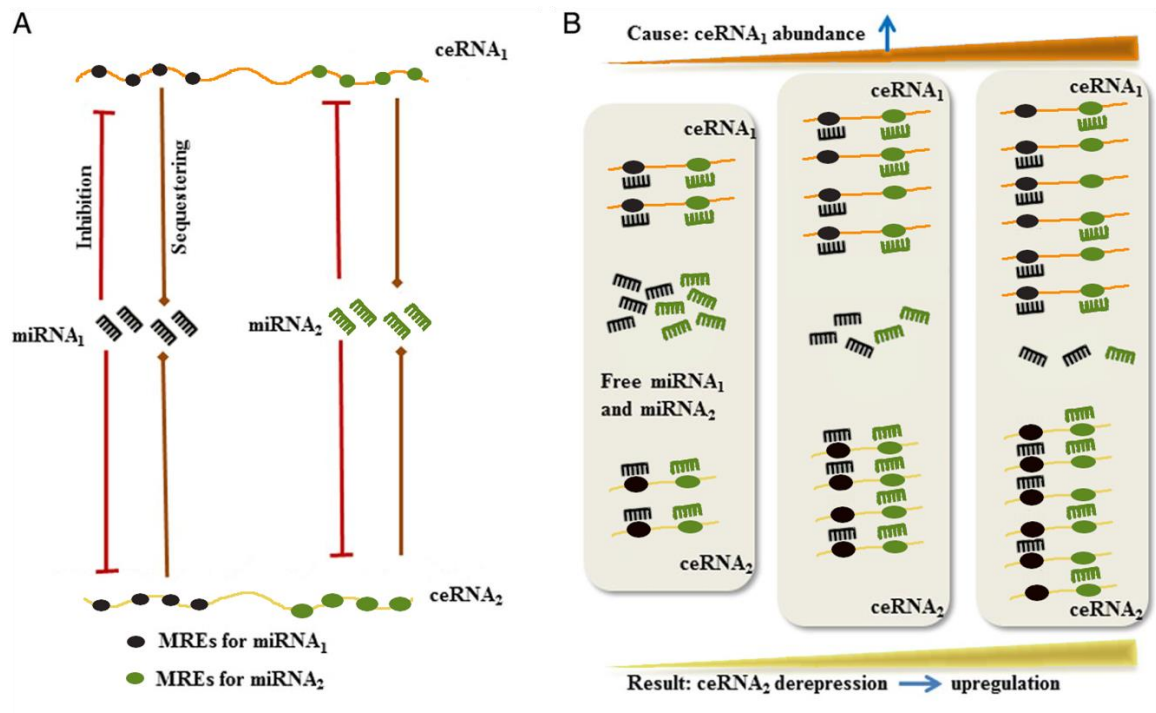 A
ceRNA1
Inhibition
Sequestering
miRNA1
miRNA2
ceRNA2
MREs for miRNA1
MREs for miRNA2
B
Cause: ceRNA1 abundance
ceRNA1
ceRNA1
ceRNA1
Free miRNA1
and miRNA2
ceRNA2
ceRNA2
ceRNA2
Result: ceRNA2 derepression → upregulation